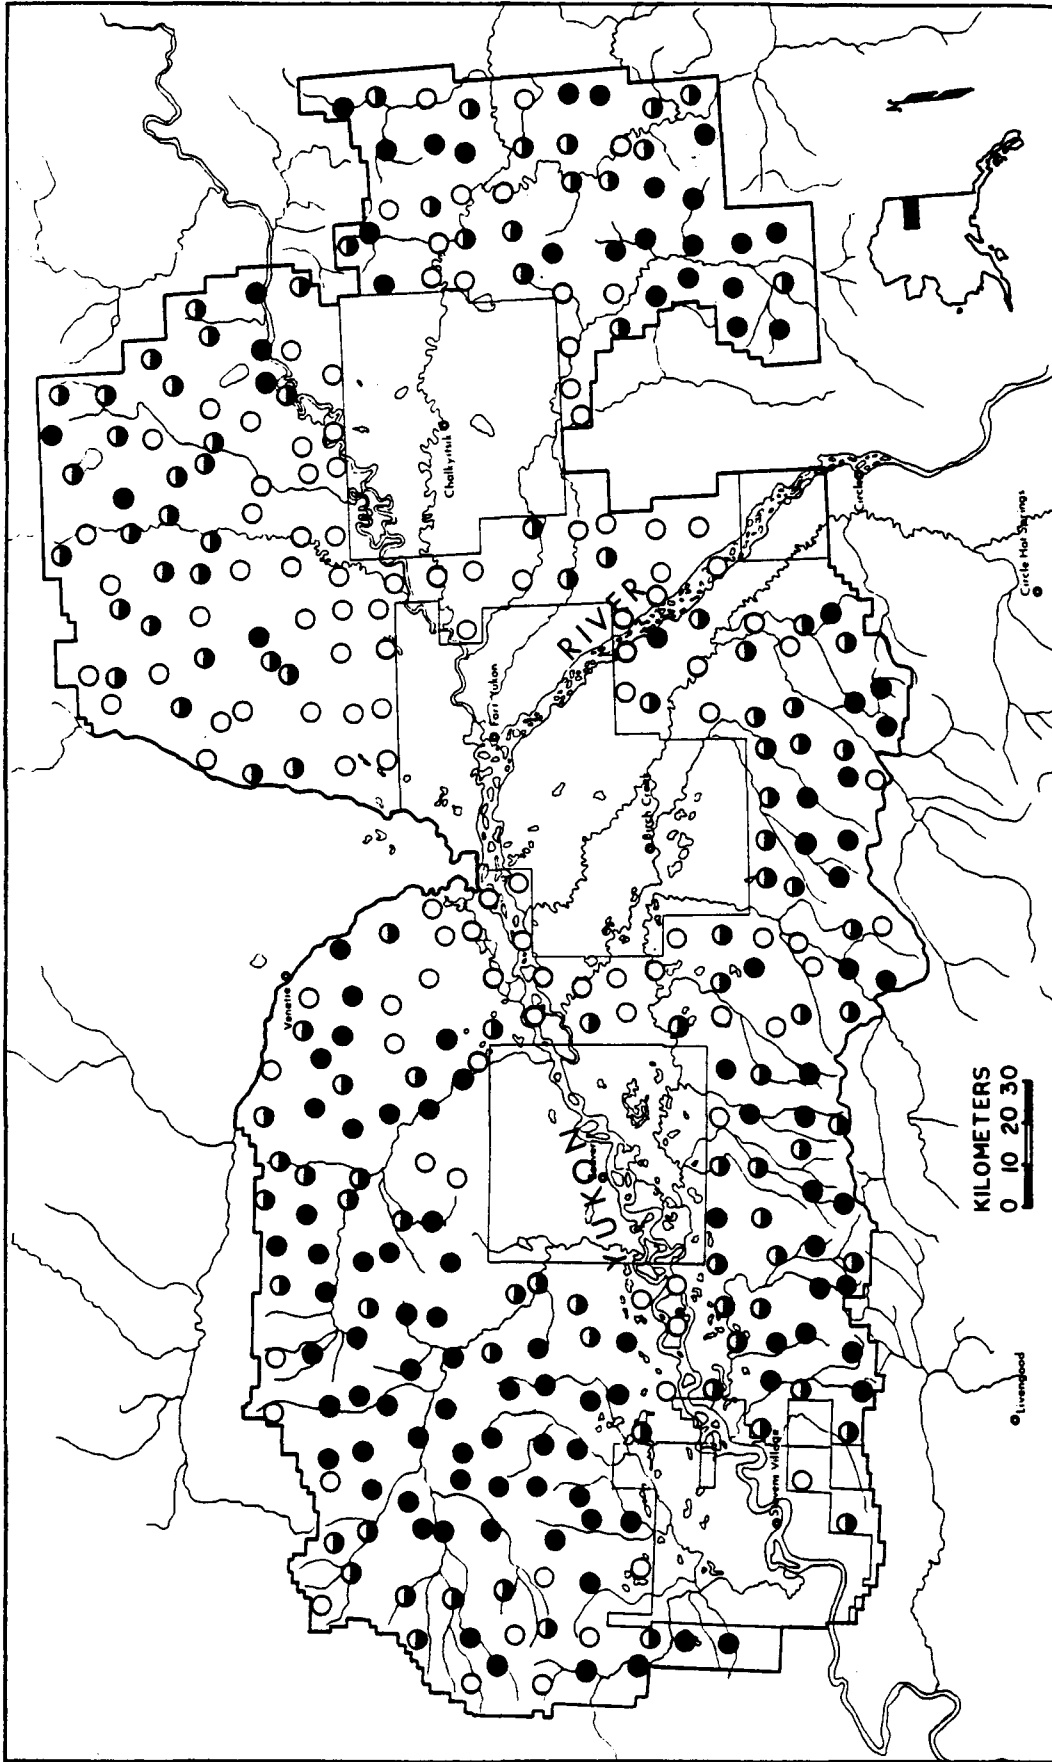 Venetie
Chalkyitsik
Fort Yukon
YUKON
RIVER
Birch Creek
Beaver
Circle
Circle Hot Springs
Stevens Village
Livengood
KILOMETERS
0 10 20 30